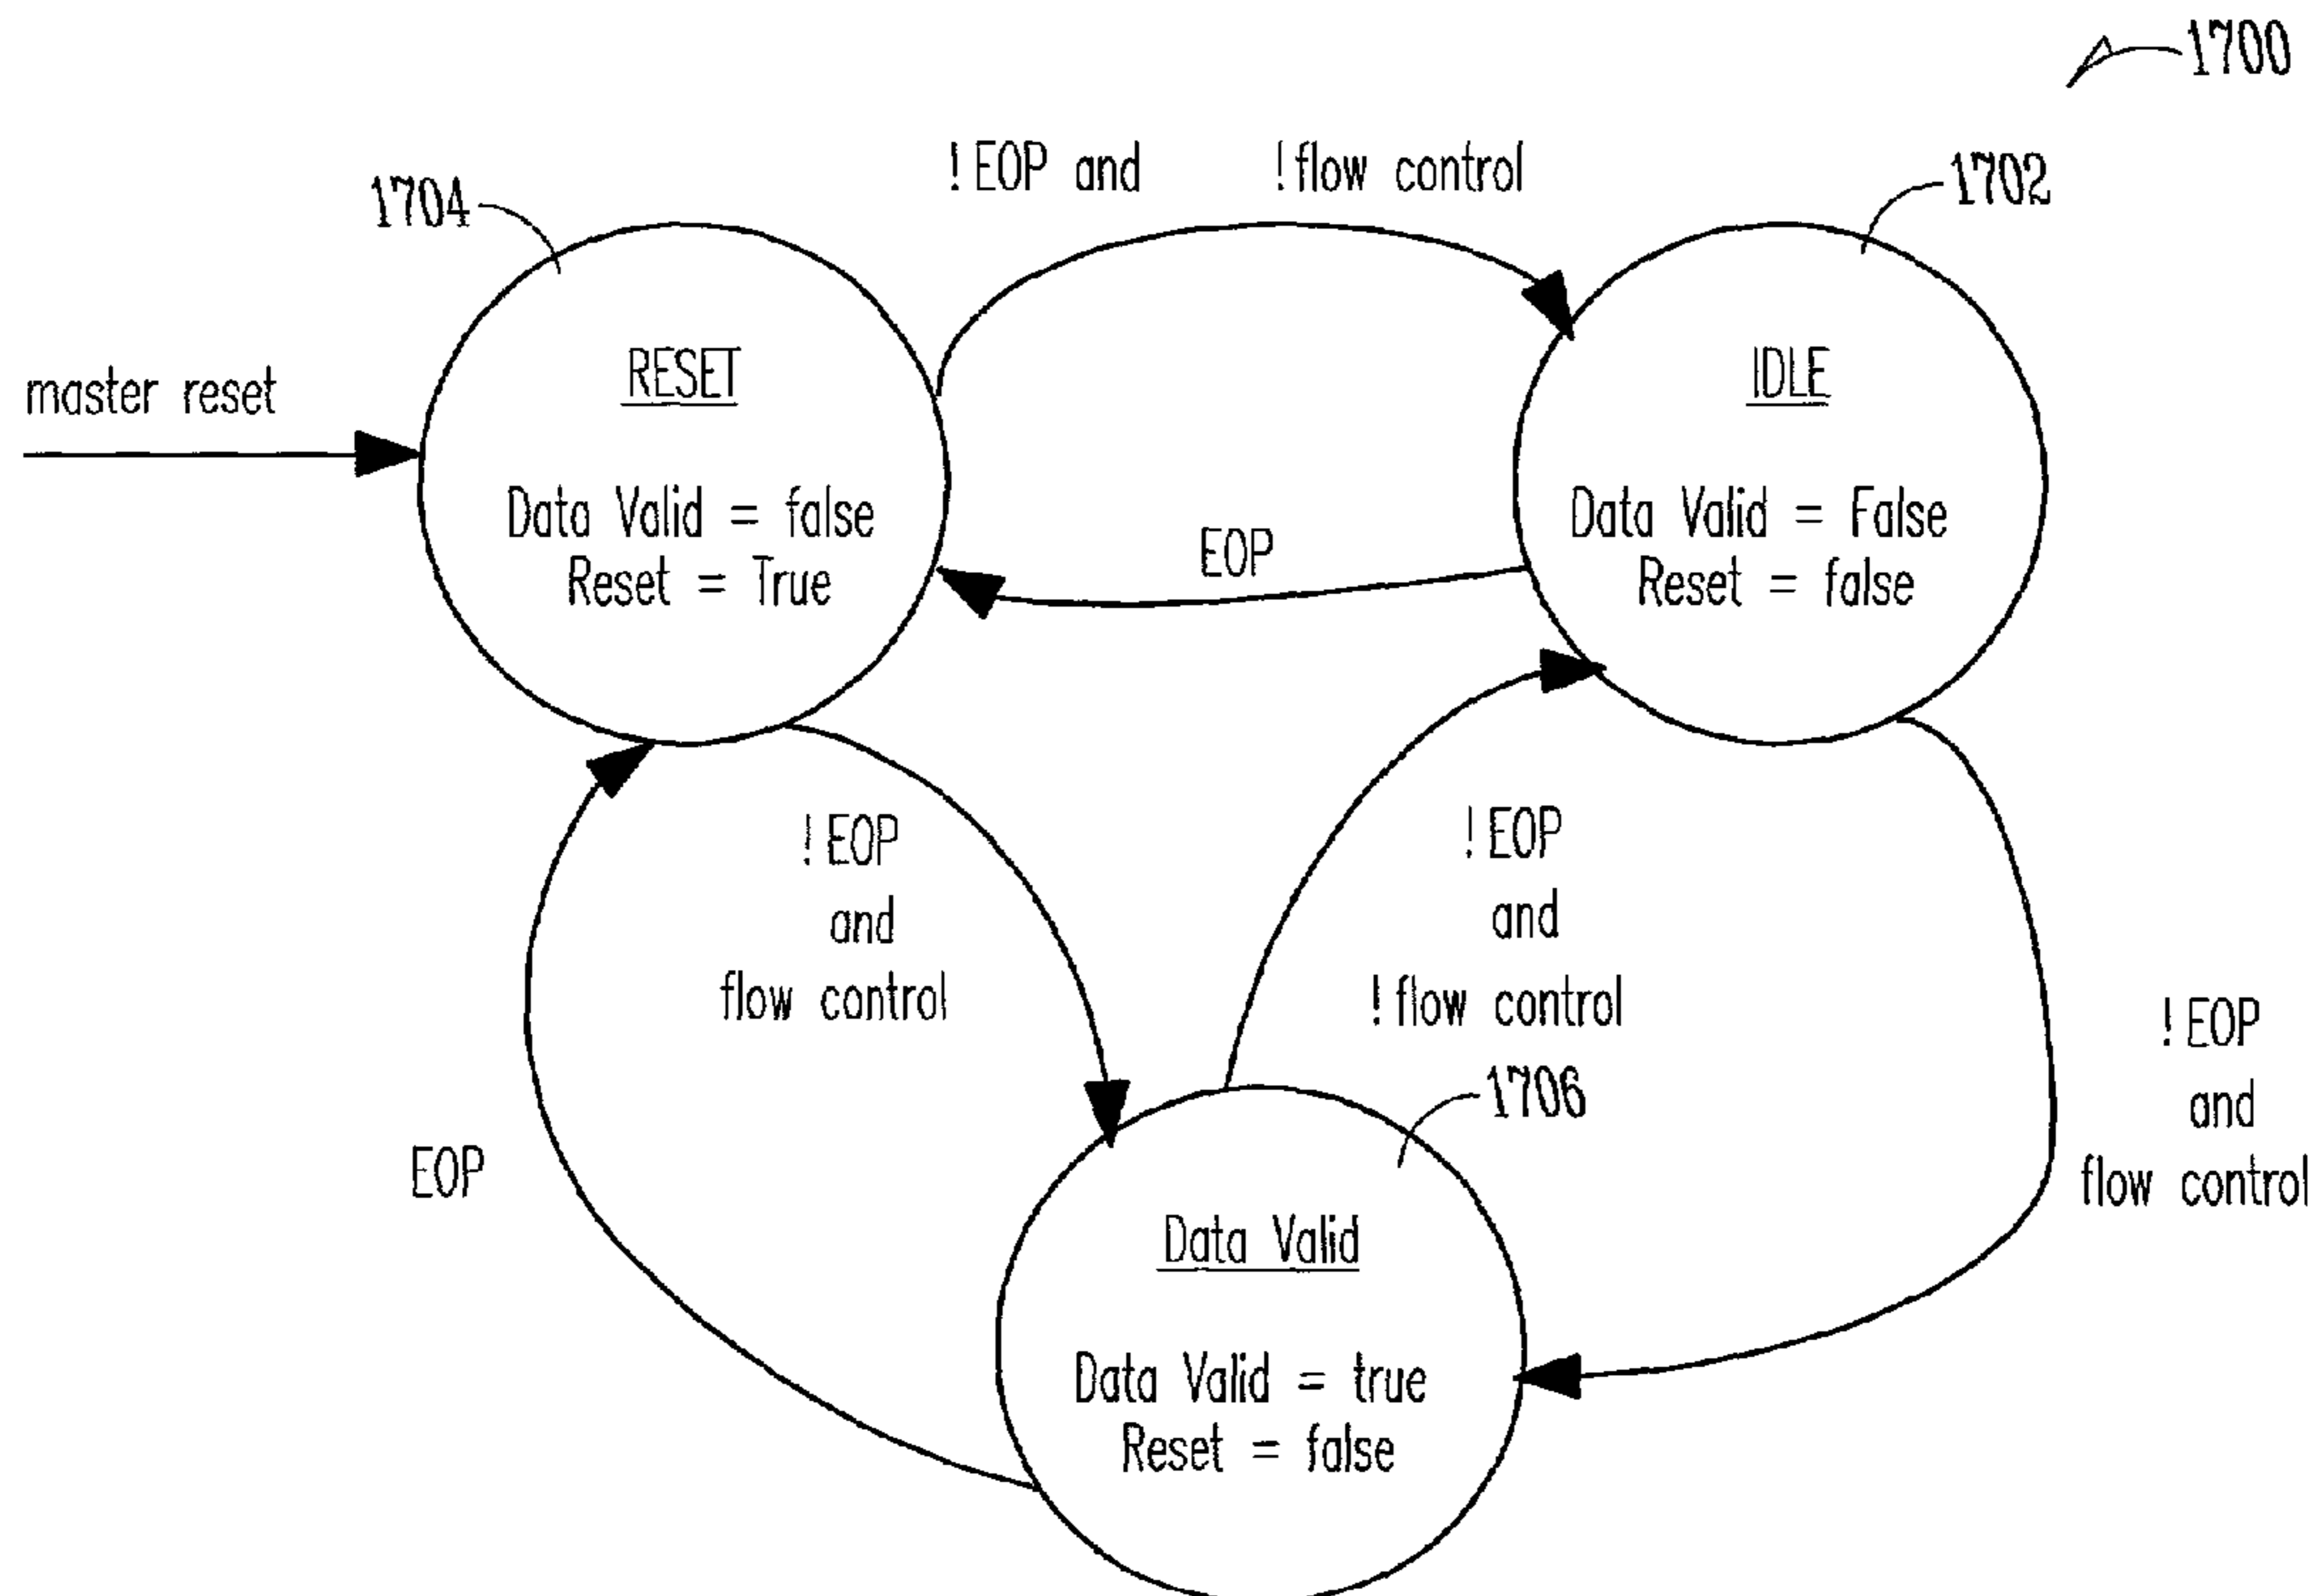 1700
!EOP and !flow control
1704
1702
master reset
RESET
Data Valid = false
Reset = True
IDLE
Data Valid = False
Reset = false
EOP
!EOP
and
flow control
!EOP
and
!flow control
!EOP
and
flow control
1706
EOP
Data Valid
Data Valid = true
Reset = false